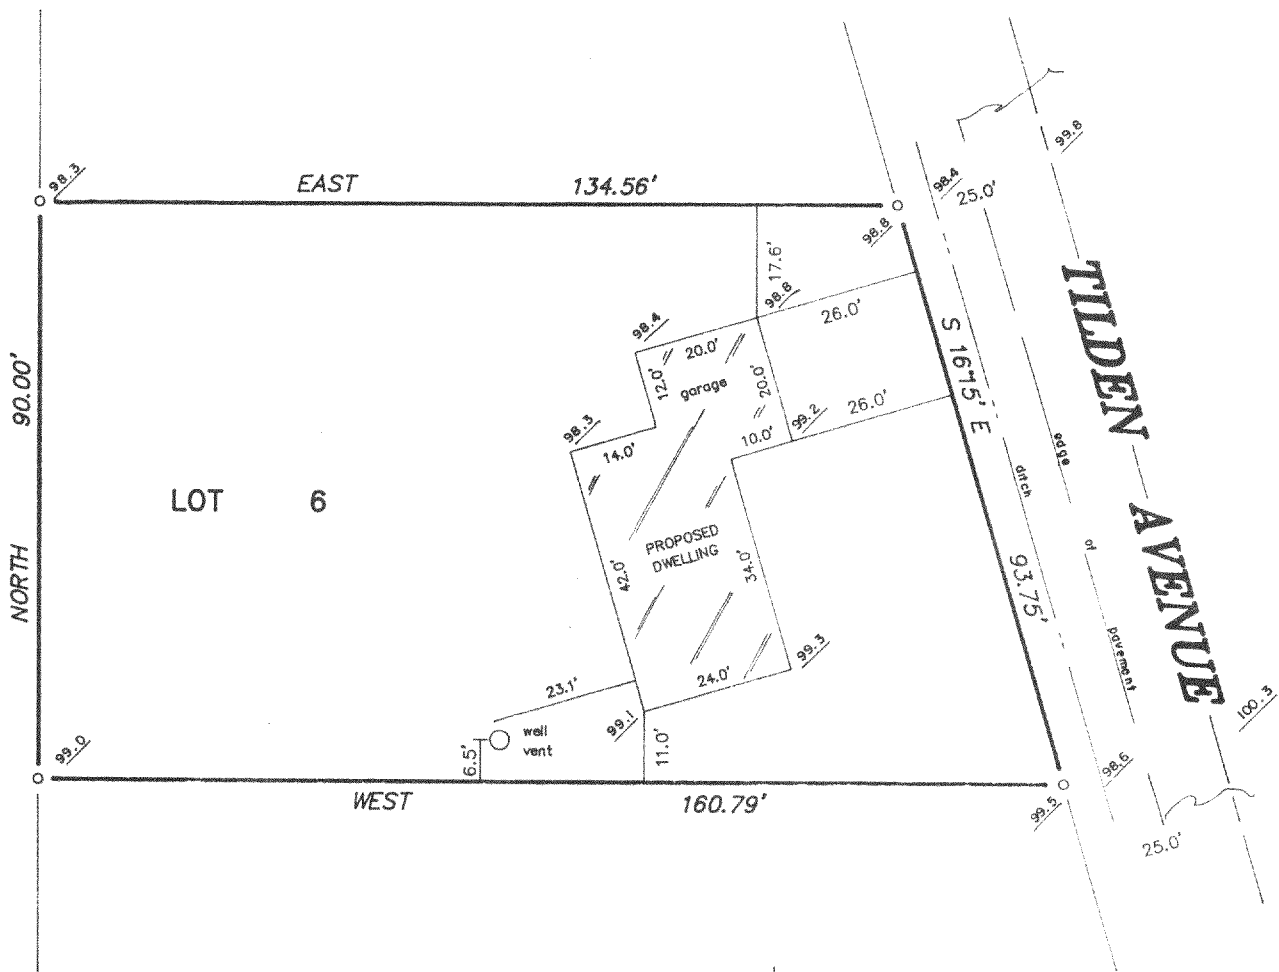 99.8
98.3
EAST
134.56'
98.4
25.0'
98.8
17.6'
98.8
26.0'
98.4
20.0'
12.0'
garage
20.0'
TILDEN AVENUE
S 16°15' E
90.00'
98.3
14.0'
10.0'
99.2
26.0'
edge
ditch
LOT 6
PROPOSED
DWELLING
of
34.0'
42.0'
NORTH
93.75'
pavement
99.3
24.0'
23.1'
99.1
100.3
well
vent
99.0
6.5'
11.0'
98.6
WEST
160.79'
99.5
25.0'